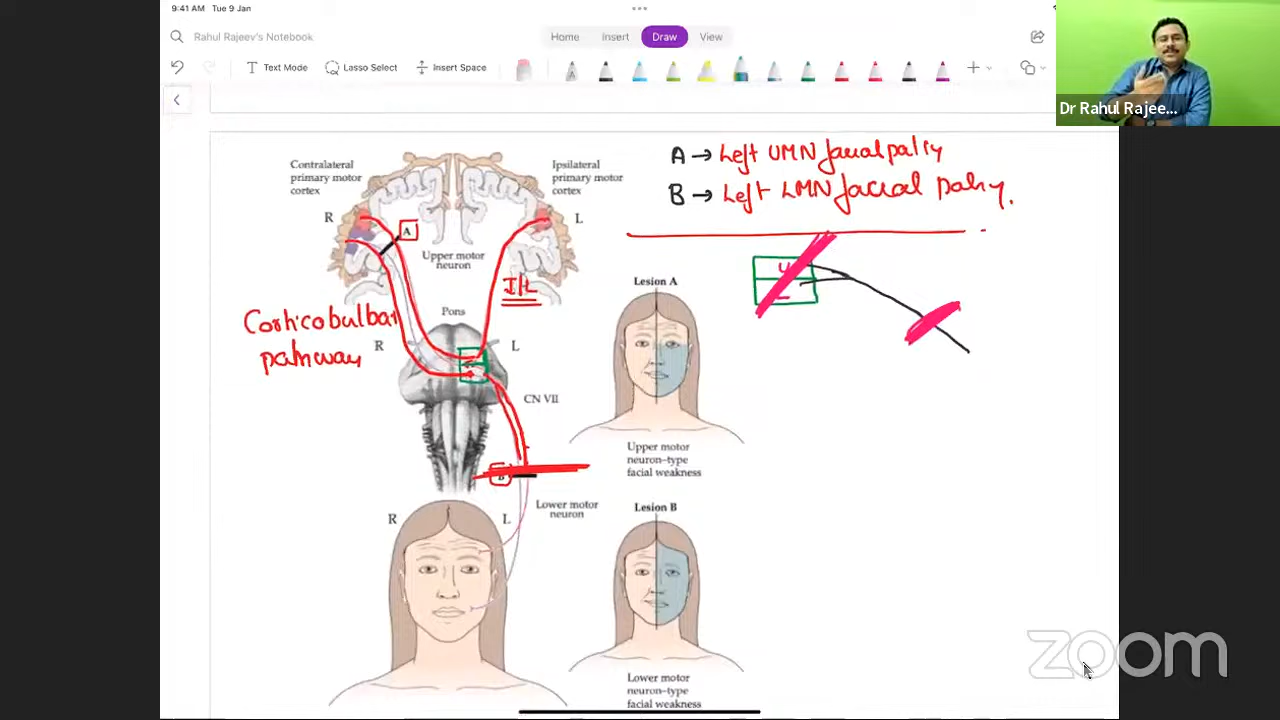 9:41 AM Tue 9 Jan
Rahul Rajeev's Notebook
Home Insert Draw View
Text Mode Lasso Select Insert Space
Dr Rahul Rajee...
A → Left UMN facial palsy
B → Left LMN facial palsy.
Contralateral
primary motor
cortex
Ipsilateral
primary motor
cortex
R
L
A
Upper motor
neuron
I/L
Corticobulbar
pathway
Pons
R
L
CN VII
B
Lower motor
neuron
R
L
Lesion A
Upper motor
neuron–type
facial weakness
Lesion B
Lower motor
neuron–type
facial weakness
U
L
zoom